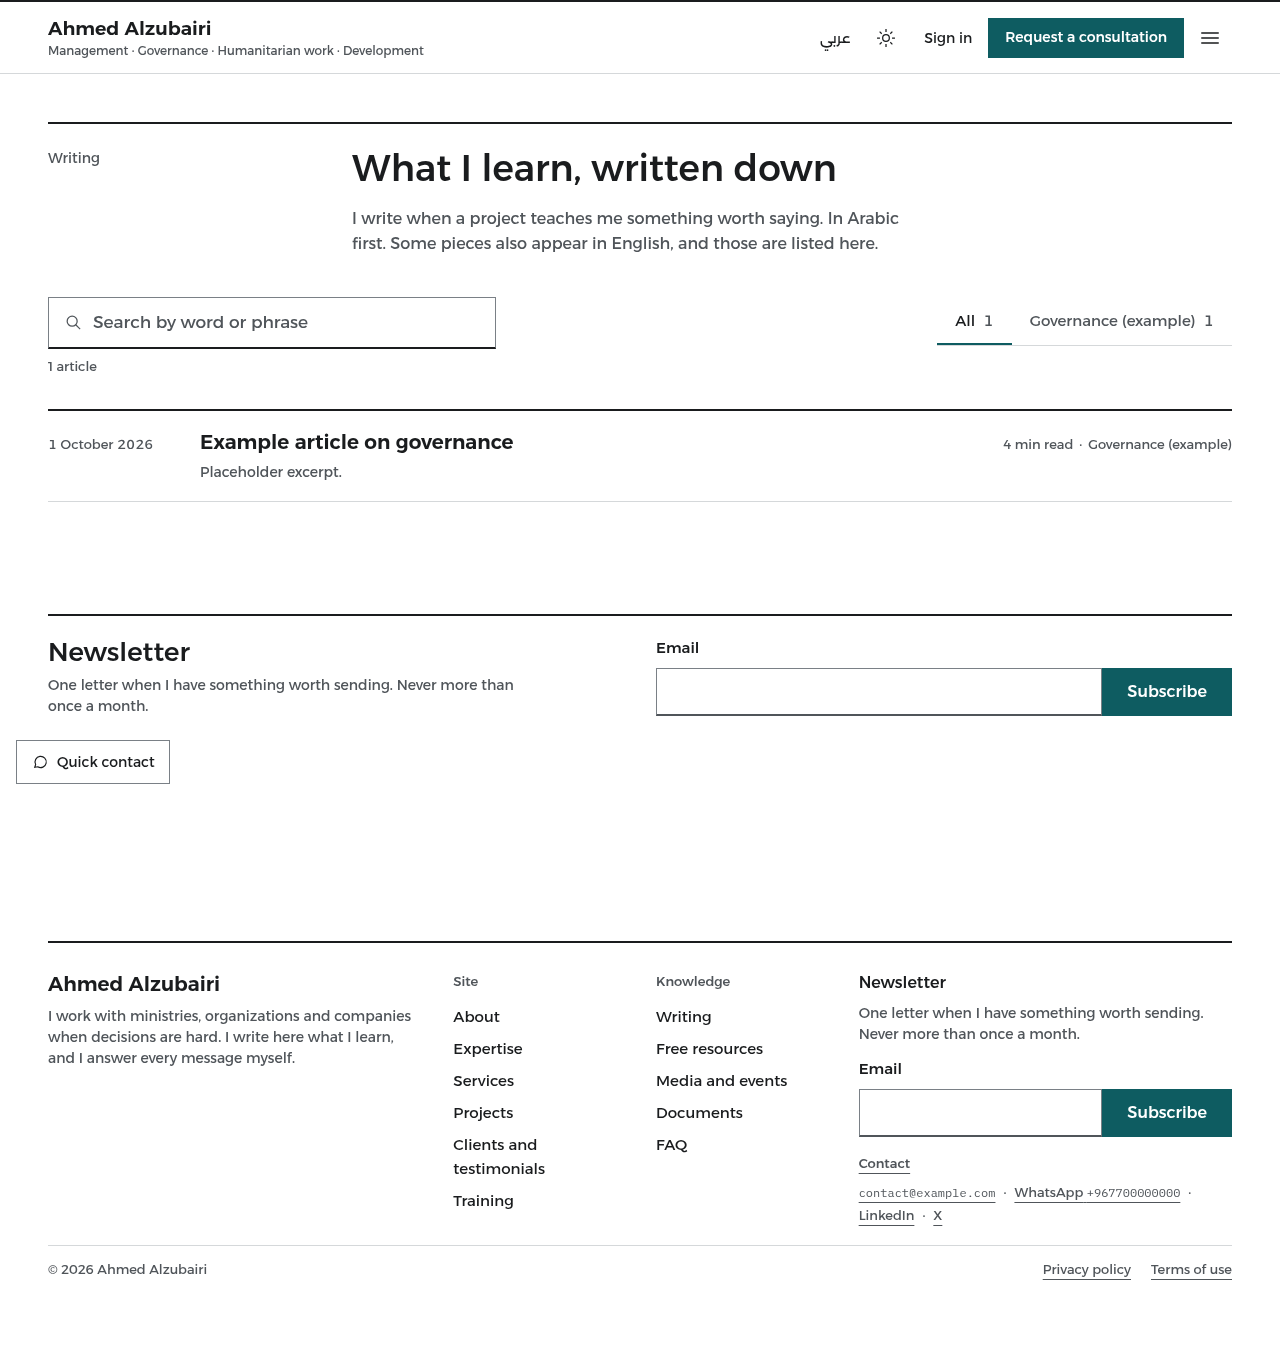 Ahmed Alzubairi
Management · Governance · Humanitarian work · Development
عربي
Sign in
Request a consultation
Writing
What I learn, written down
I write when a project teaches me something worth saying. In Arabic
first. Some pieces also appear in English, and those are listed here.
Search by word or phrase
All 1
Governance (example) 1
1 article
1 October 2026
Example article on governance
4 min read · Governance (example)
Placeholder excerpt.
Newsletter
One letter when I have something worth sending. Never more than
once a month.
Email
Subscribe
Quick contact
Ahmed Alzubairi
I work with ministries, organizations and companies
when decisions are hard. I write here what I learn,
and I answer every message myself.
Site
About
Expertise
Services
Projects
Clients and
testimonials
Training
Knowledge
Writing
Free resources
Media and events
Documents
FAQ
Newsletter
One letter when I have something worth sending.
Never more than once a month.
Email
Subscribe
Contact
contact@example.com · WhatsApp +967700000000 ·
LinkedIn · X
© 2026 Ahmed Alzubairi
Privacy policy
Terms of use